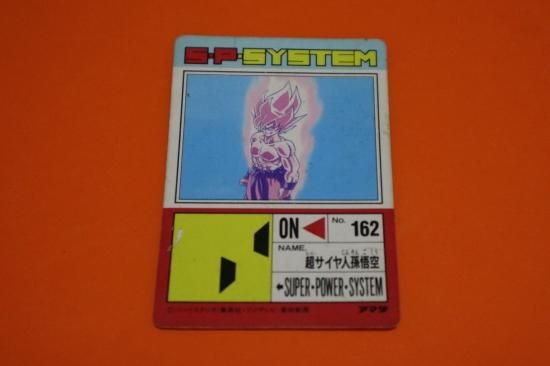 S・P・SYSTEM
ON ◀ No. 162
NAME
超サイヤ人孫悟空
←SUPER・POWER・SYSTEM
アマダ